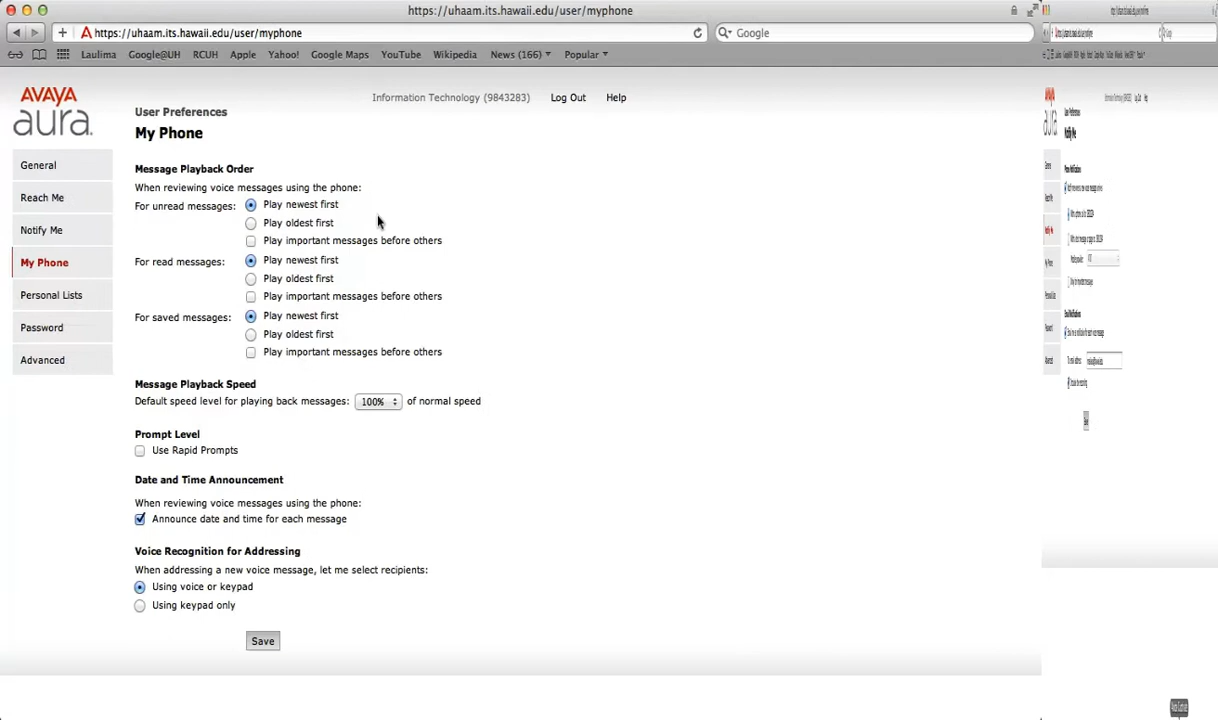 https://uhaam.its.hawaii.edu/user/myphone
https://uhaam.its.hawaii.edu/user/myphone
Google
Laulima Google@UH RCUH Apple Yahoo! Google Maps YouTube Wikipedia News (166) Popular
AVAYA
aura.
Information Technology (9843283) Log Out Help
User Preferences
My Phone
General
Reach Me
Notify Me
My Phone
Personal Lists
Password
Advanced
Message Playback Order
When reviewing voice messages using the phone:
For unread messages: Play newest first
Play oldest first
Play important messages before others
For read messages: Play newest first
Play oldest first
Play important messages before others
For saved messages: Play newest first
Play oldest first
Play important messages before others
Message Playback Speed
Default speed level for playing back messages: 100% of normal speed
Prompt Level
Use Rapid Prompts
Date and Time Announcement
When reviewing voice messages using the phone:
Announce date and time for each message
Voice Recognition for Addressing
When addressing a new voice message, let me select recipients:
Using voice or keypad
Using keypad only
Save
AVAYA
aura
User Preferences
Notify Me